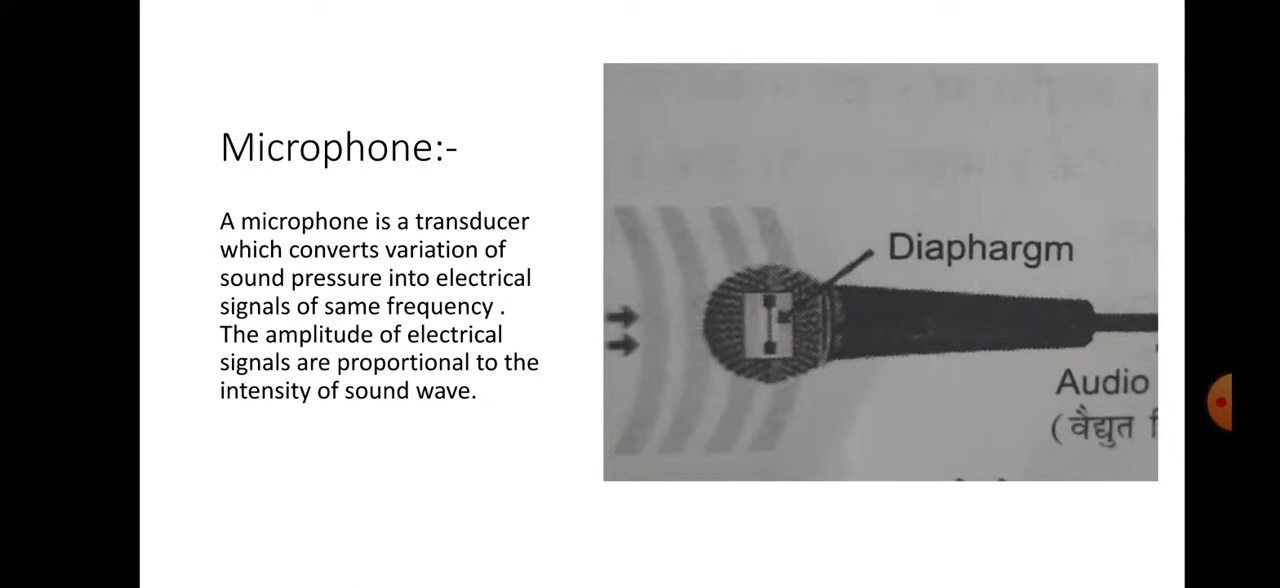 Microphone:-
A microphone is a transducer
which converts variation of
sound pressure into electrical
signals of same frequency .
The amplitude of electrical
signals are proportional to the
intensity of sound wave.
Diaphargm
Audio
(वैद्युत